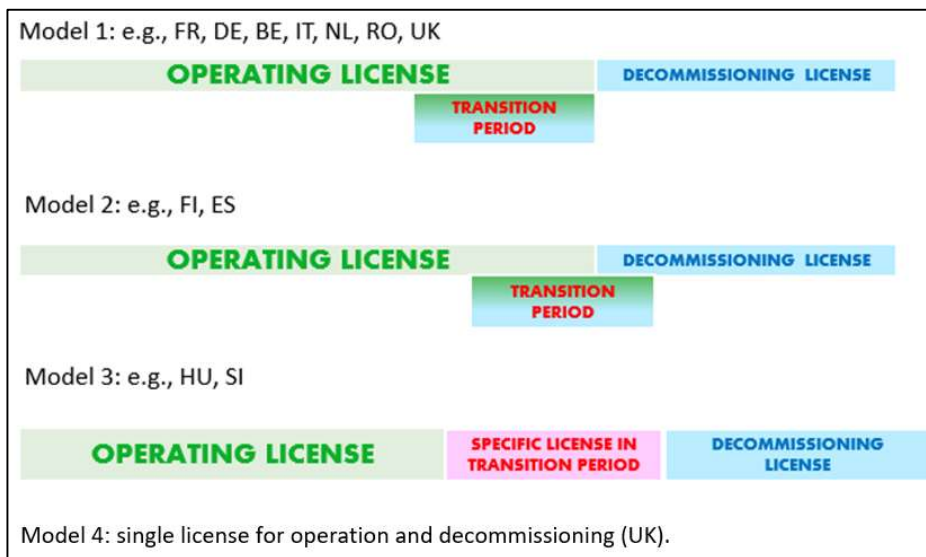 Model 1: e.g., FR, DE, BE, IT, NL, RO, UK
OPERATING LICENSE DECOMMISSIONING LICENSE
TRANSITION
PERIOD
Model 2: e.g., FI, ES
OPERATING LICENSE DECOMMISSIONING LICENSE
TRANSITION
PERIOD
Model 3: e.g., HU, SI
OPERATING LICENSE
SPECIFIC LICENSE IN
TRANSITION PERIOD
DECOMMISSIONING
LICENSE
Model 4: single license for operation and decommissioning (UK).